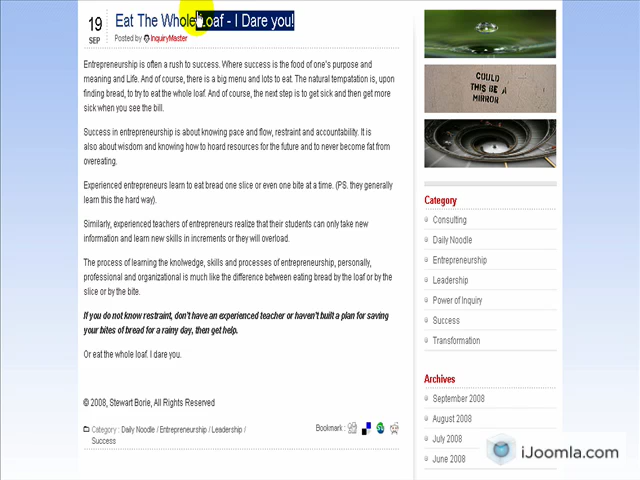 19
SEP
Eat The Whole Loaf - I Dare you!
Posted by InquiryMaster
Entrepreneurship is often a rush to success. Where success is the food of one's purpose and
meaning and Life. And of course, there is a big menu and lots to eat. The natural tempatation is, upon
finding bread, to try to eat the whole loaf. And of course, the next step is to get sick and then get more
sick when you see the bill.
Success in entrepreneurship is about knowing pace and flow, restraint and accountability. It is
also about wisdom and knowing how to hoard resources for the future and to never become fat from
overeating.
Experienced entrepreneurs learn to eat bread one slice or even one bite at a time. (PS. they generally
learn this the hard way).
Similarly, experienced teachers of entrepreneurs realize that their students can only take new
information and learn new skills in increments or they will overload.
The process of learning the knolwedge, skills and processes of entrepreneurship, personally,
professional and organizational is much like the difference between eating bread by the loaf or by the
slice or by the bite.
If you do not know restraint, don't have an experienced teacher or haven't built a plan for saving
your bites of bread for a rainy day, then get help.
Or eat the whole loaf. I dare you.
© 2008, Stewart Borie, All Rights Reserved
Category : Daily Noodle / Entrepreneurship / Leadership /
Success
Bookmark :
COULD
THIS BE A
MIRROR
Category
Consulting
Daily Noodle
Entrepreneurship
Leadership
Power of Inquiry
Success
Transformation
Archives
September 2008
August 2008
July 2008
June 2008
iJoomla.com